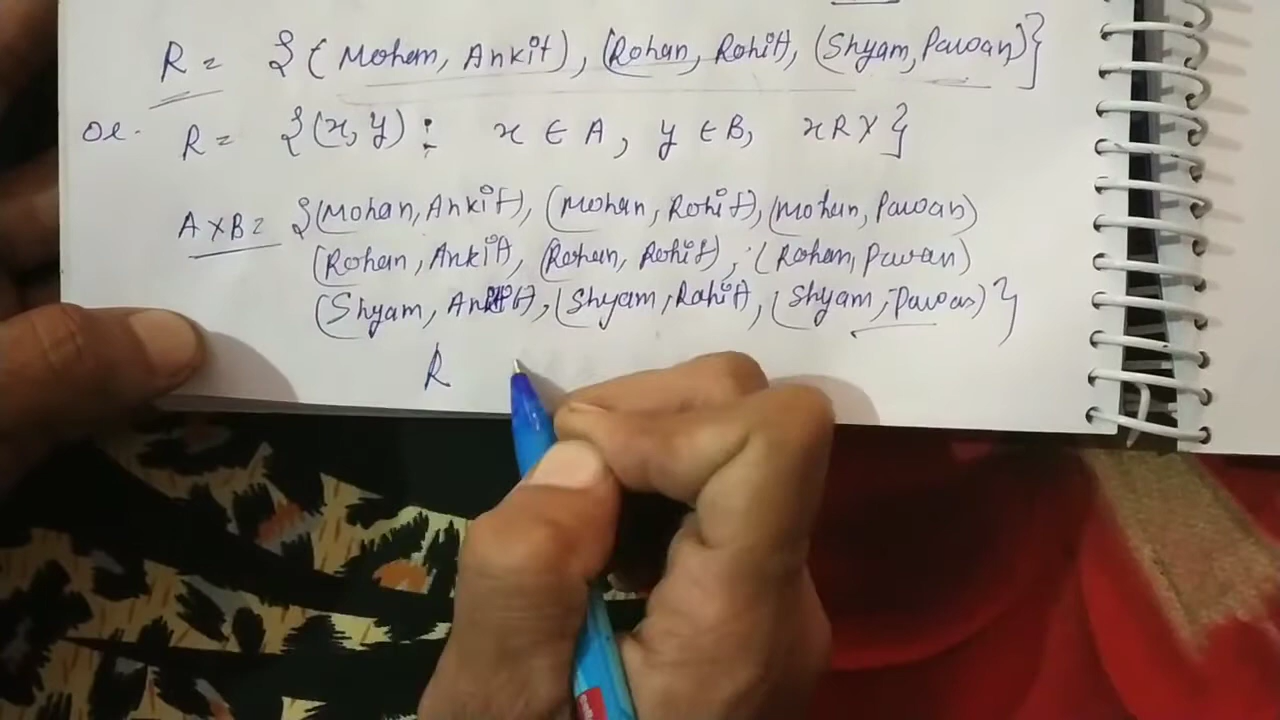 R = {(Mohan, Ankit), (Rohan, Rohit, (Shyam, Pawan)}
or. R = {(x, y) : x ∈ A, y ∈ B, x R Y}
A×B = {(Mohan, Ankit), (Mohan, Rohit), (Mohan, Pawan)
(Rohan, Ankit), (Rohan, Rohit), (Rohan, Pawan)
(Shyam, Ankit), (Shyam, Rohit), (Shyam, Pawan)}
R